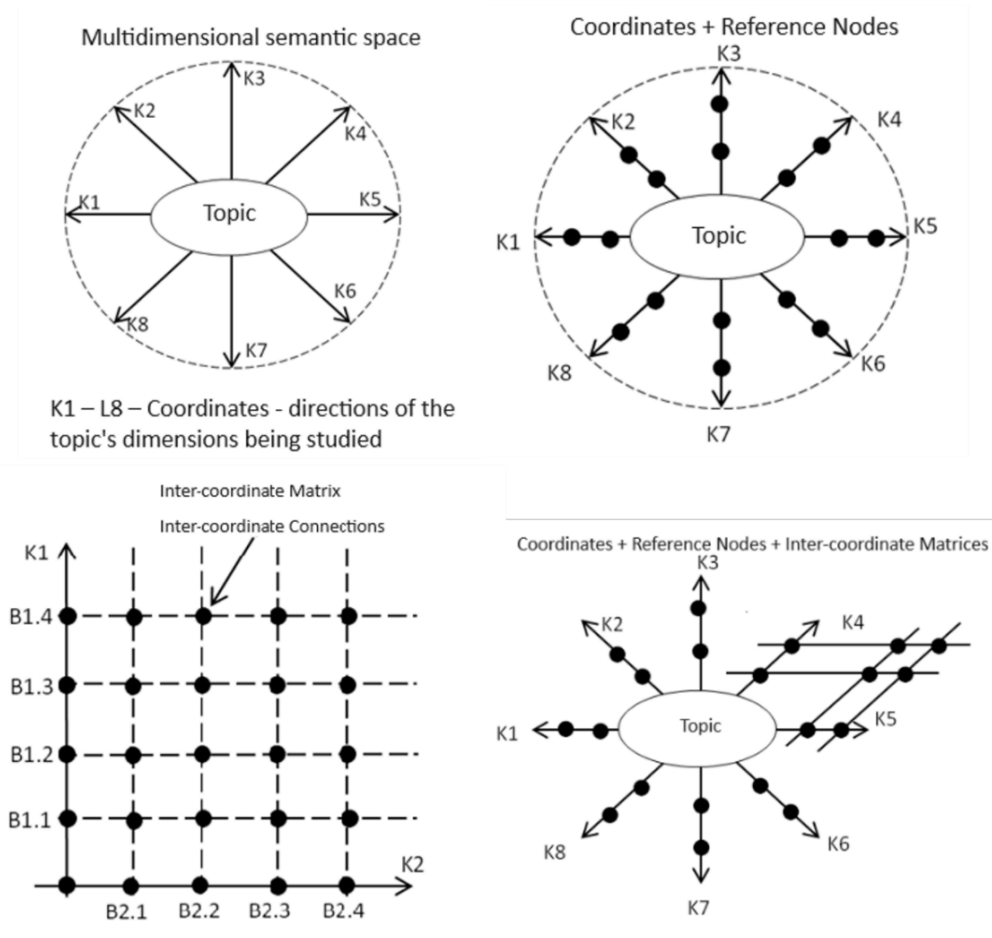 Multidimensional semantic space
K3
K2
K4
K1
Topic
K5
K6
K8
K7
K1 – L8 – Coordinates - directions of the
topic's dimensions being studied
Coordinates + Reference Nodes
K3
K2
K4
K1
Topic
K5
K8
K6
K7
Inter-coordinate Matrix
Inter-coordinate Connections
K1
B1.4
B1.3
B1.2
B1.1
K2
B2.1 B2.2 B2.3 B2.4
Coordinates + Reference Nodes + Inter-coordinate Matrices
K3
K2
K4
K1
Topic
K5
K8
K6
K7